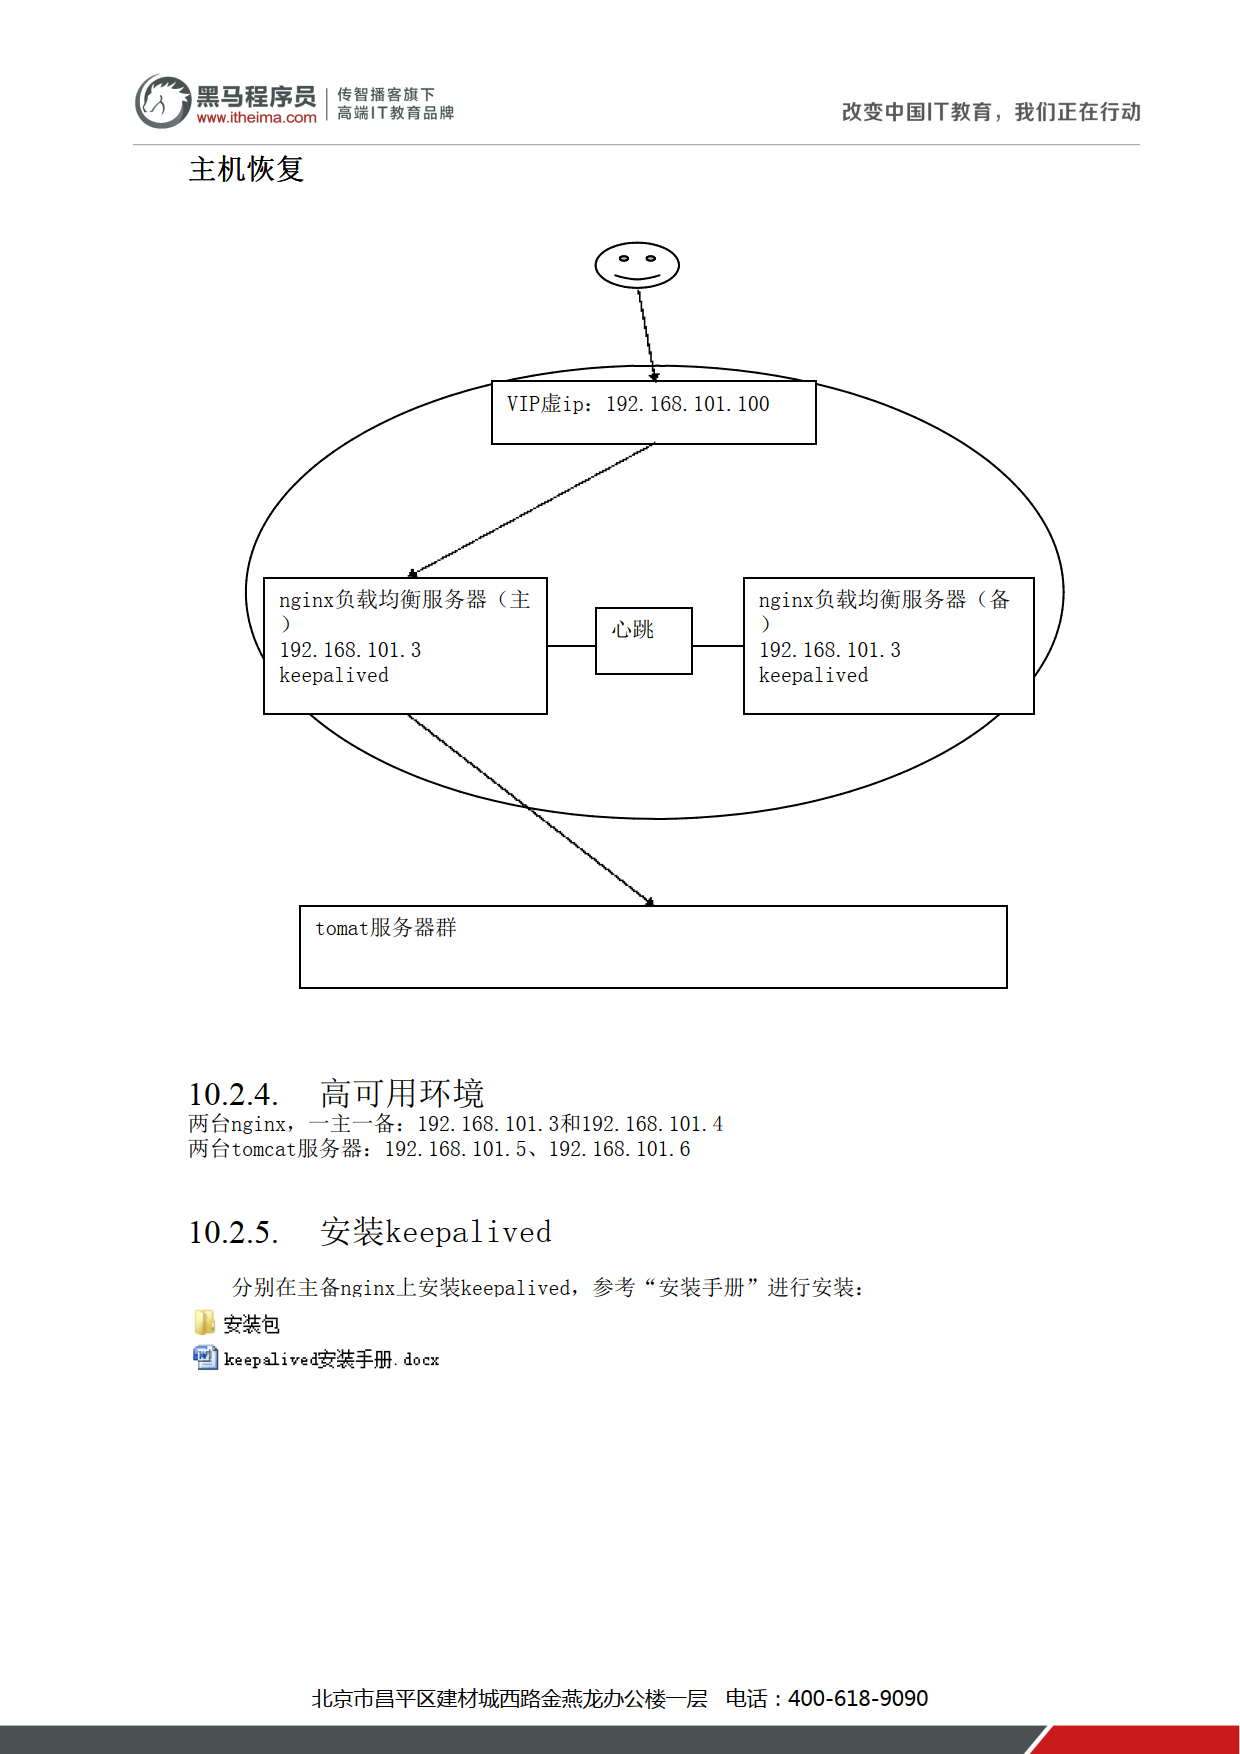 黑马程序员
www.itheima.com
传智播客旗下
高端IT教育品牌
改变中国IT教育，我们正在行动
主机恢复
VIP虚ip：192.168.101.100
nginx负载均衡服务器（主
）
192.168.101.3
keepalived
心跳
nginx负载均衡服务器（备
）
192.168.101.3
keepalived
tomat服务器群
10.2.4. 高可用环境
两台nginx，一主一备：192.168.101.3和192.168.101.4
两台tomcat服务器：192.168.101.5、192.168.101.6
10.2.5. 安装keepalived
分别在主备nginx上安装keepalived，参考“安装手册”进行安装：
安装包
keepalived安装手册.docx
北京市昌平区建材城西路金燕龙办公楼一层 电话：400-618-9090